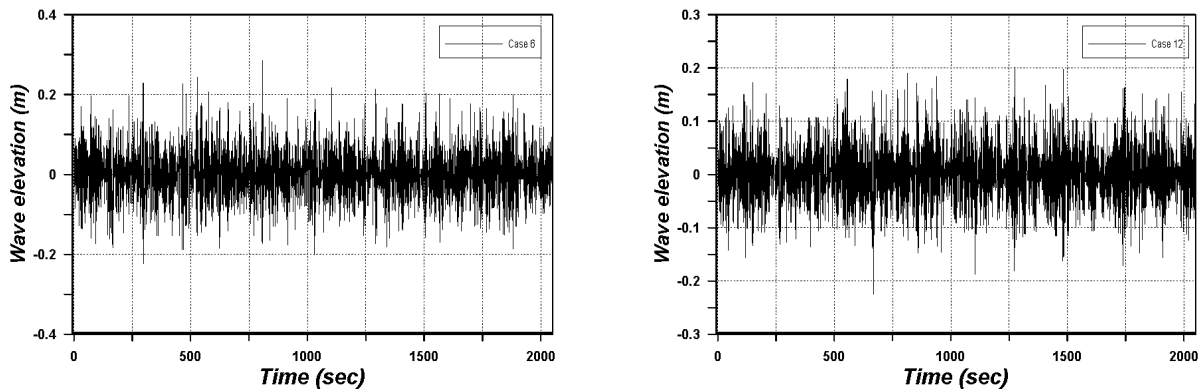 0.4
0.2
0
-0.2
-0.4
Wave elevation (m)
Case 6
0 500 1000 1500 2000
Time (sec)
0.3
0.2
0.1
0
-0.1
-0.2
-0.3
Wave elevation (m)
Case 12
0 500 1000 1500 2000
Time (sec)